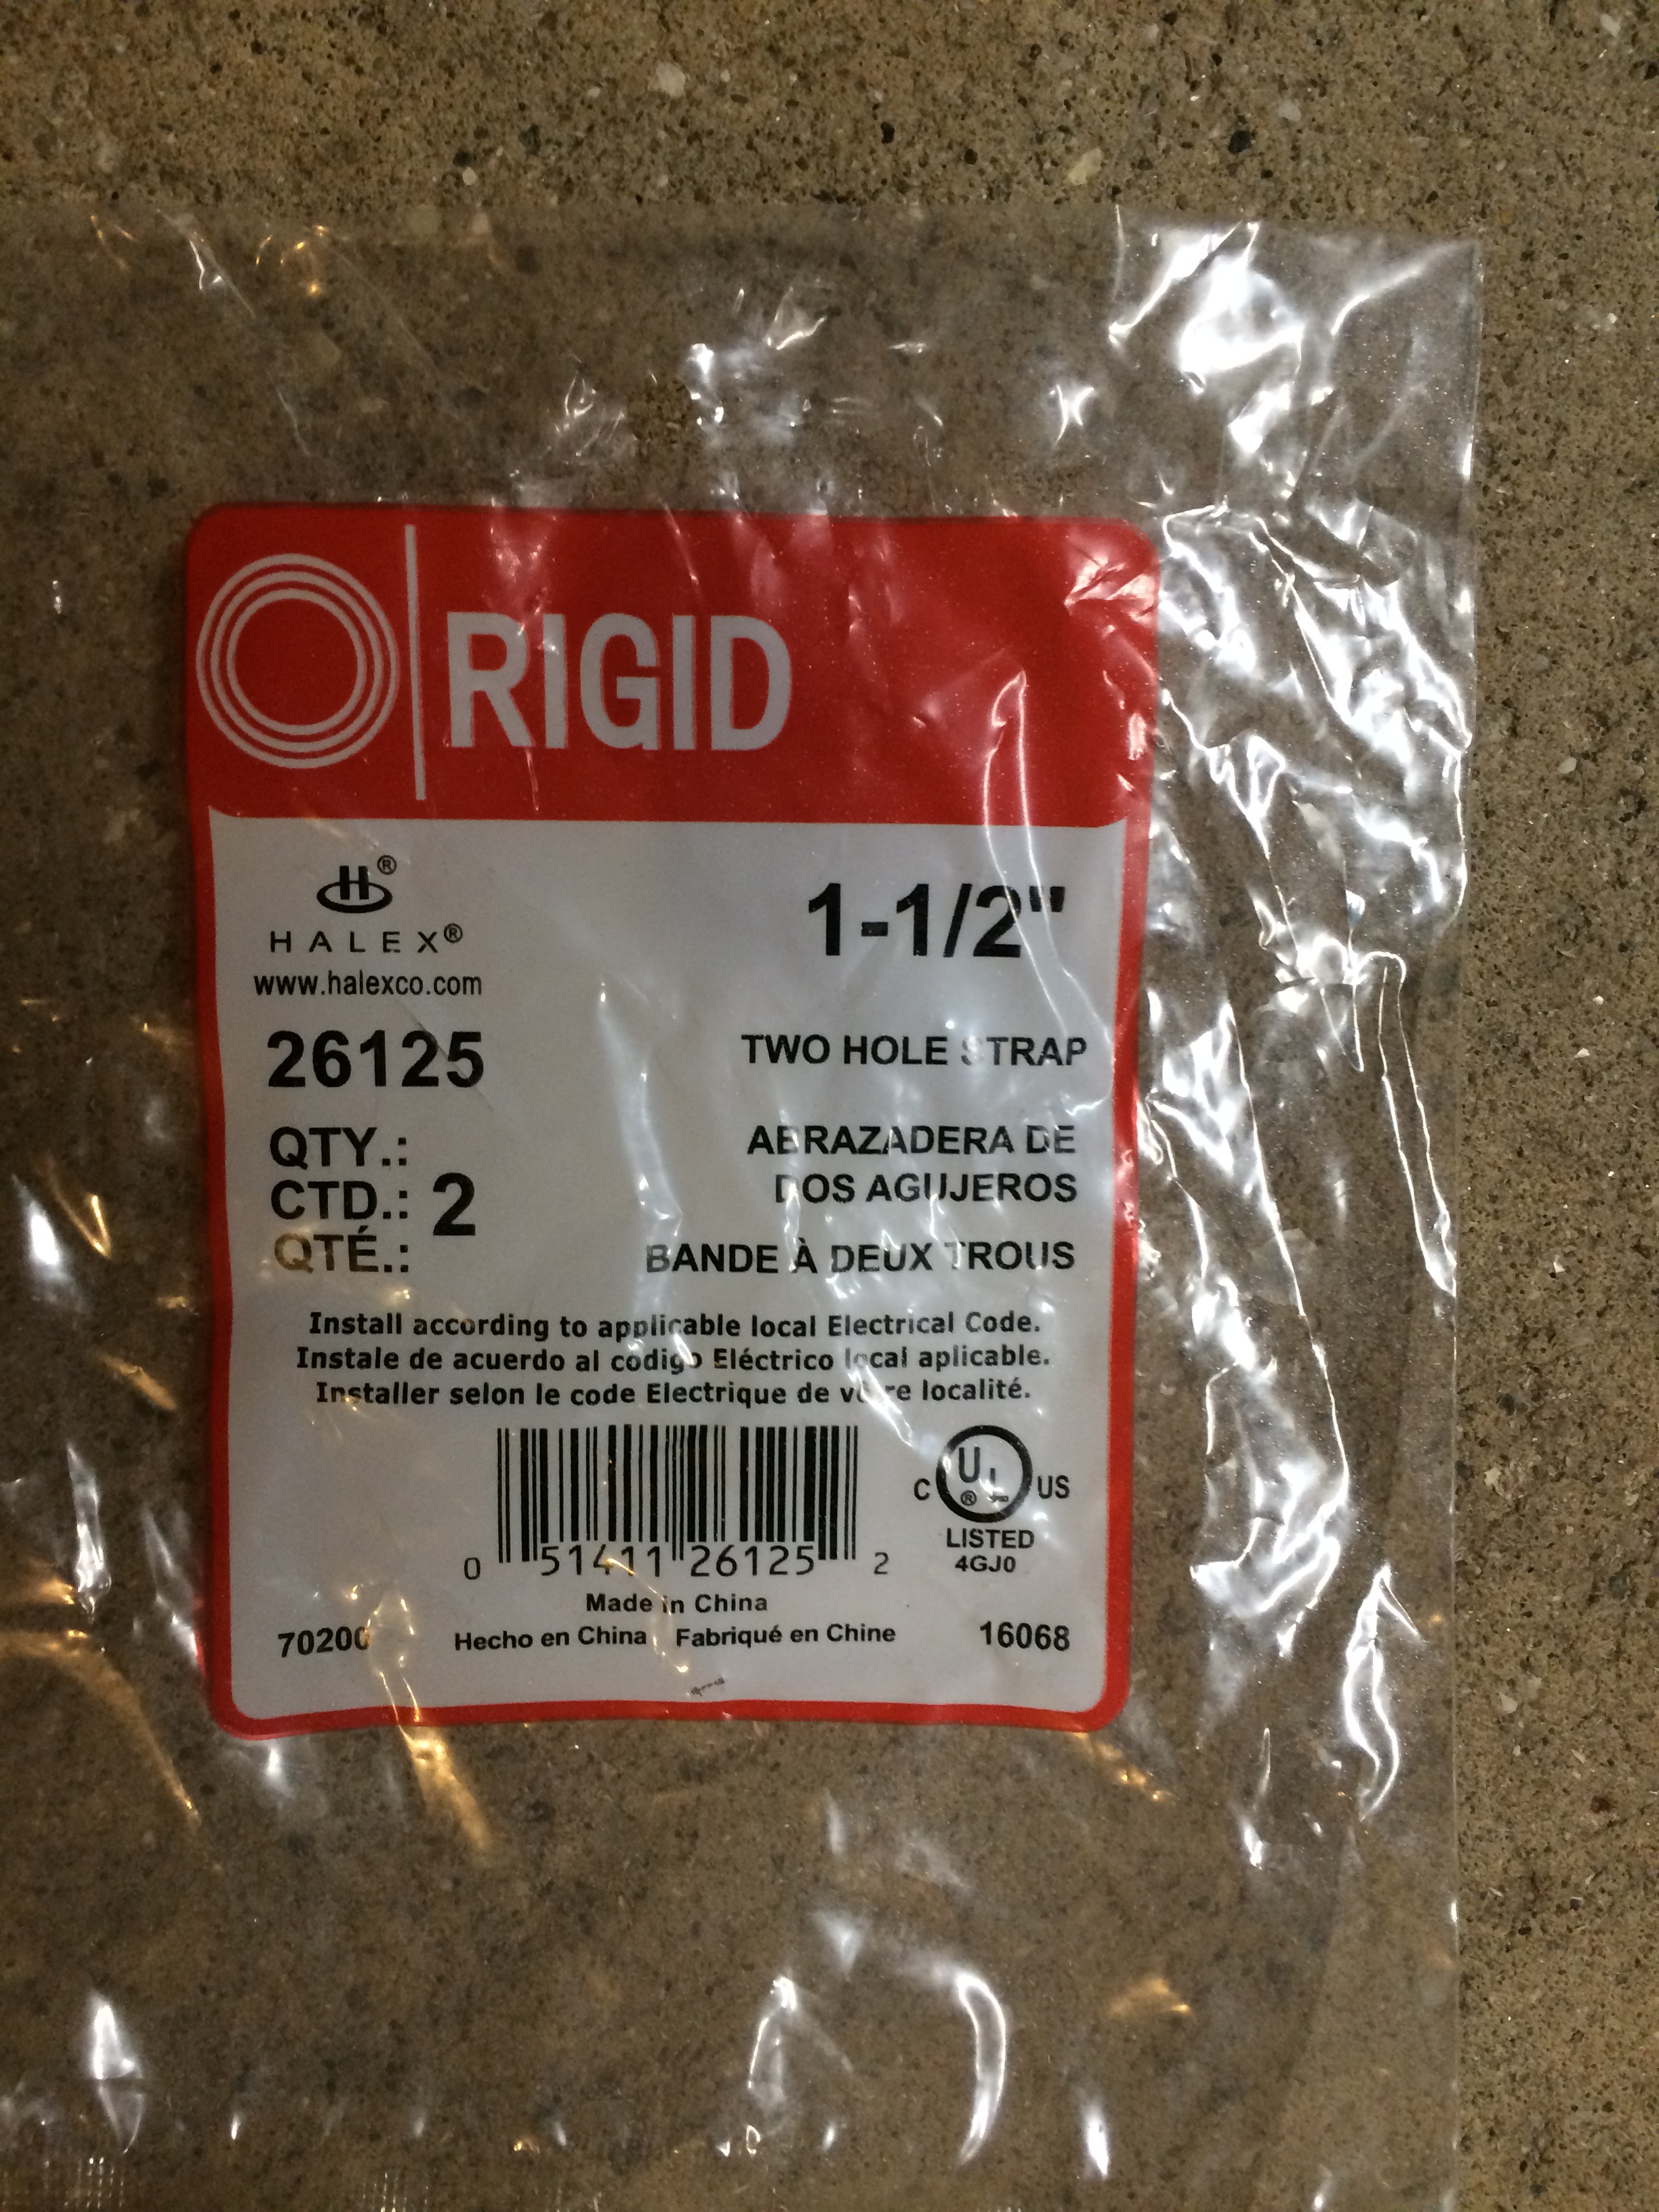 RIGID
H®
HALEX®
www.halexco.com
1-1/2"
26125
TWO HOLE STRAP
QTY.:
CTD.: 2
QTÉ.:
ABRAZADERA DE
DOS AGUJEROS
BANDE À DEUX TROUS
Install according to applicable local Electrical Code.
Instale de acuerdo al codigo Eléctrico local aplicable.
Installer selon le code Electrique de votre localité.
0 51411 26125 2
C UL® US
LISTED
4GJ0
Made in China
Hecho en China Fabriqué en Chine
70200
16068